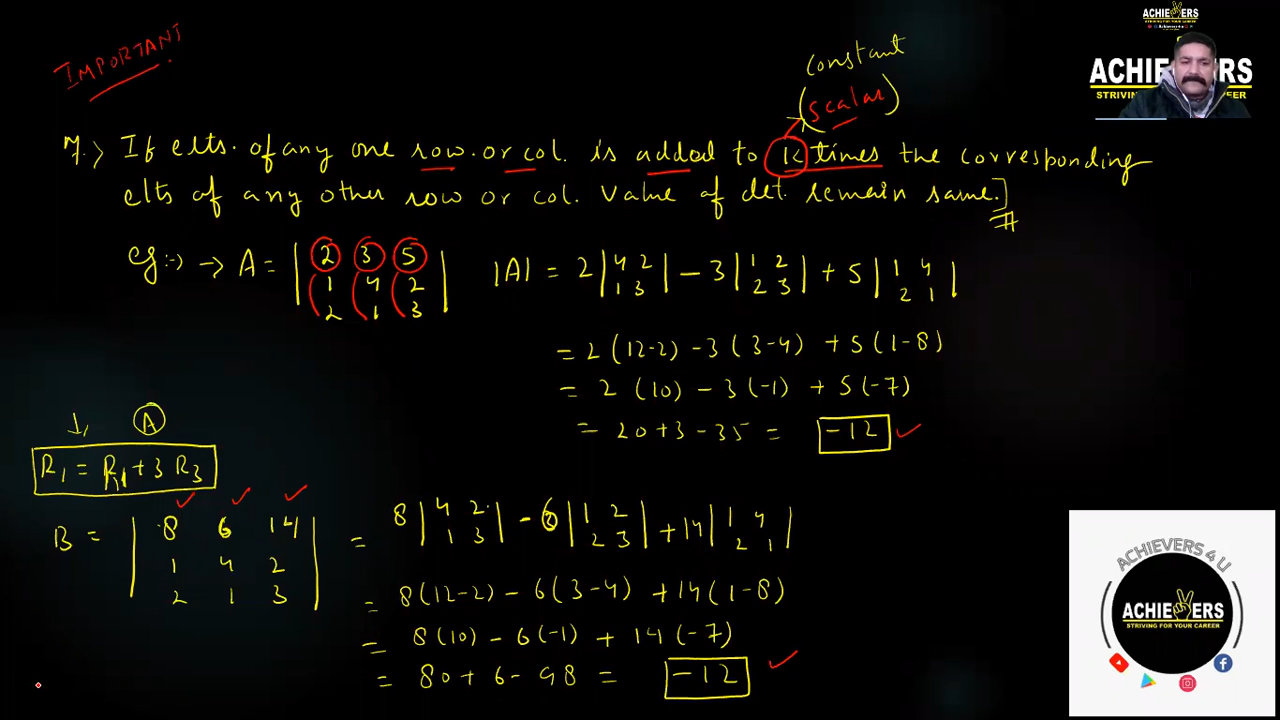 IMPORTANT
ACHIEVERS
STRIVING FOR YOUR CAREER
constant
(scalar)
7.) If elts. of any one row. or col. is added to K times the corresponding
elts of any other row or col. Value of det. remain same.]
eg:-) → A = | 2 3 5 |
| 1 4 2 |
| 2 1 3 |
|A| = 2 | 4 2 | - 3 | 1 2 | + 5 | 1 4 |
| 1 3 | | 2 3 | | 2 1 |
= 2 (12-2) - 3 (3-4) + 5 (1-8)
= 2 (10) - 3 (-1) + 5 (-7)
= 20 + 3 - 35 = -12
↓, A
R1 = R1 + 3 R3
B = | 8 6 14 |
| 1 4 2 |
| 2 1 3 |
= 8 | 4 2 | - 6 | 1 2 | + 14 | 1 4 |
| 1 3 | | 2 3 | | 2 1 |
= 8 (12-2) - 6 (3-4) + 14 (1-8)
= 8 (10) - 6 (-1) + 14 (-7)
= 80 + 6 - 98 = -12
ACHIEVERS 4 U
ACHIEVERS
STRIVING FOR YOUR CAREER